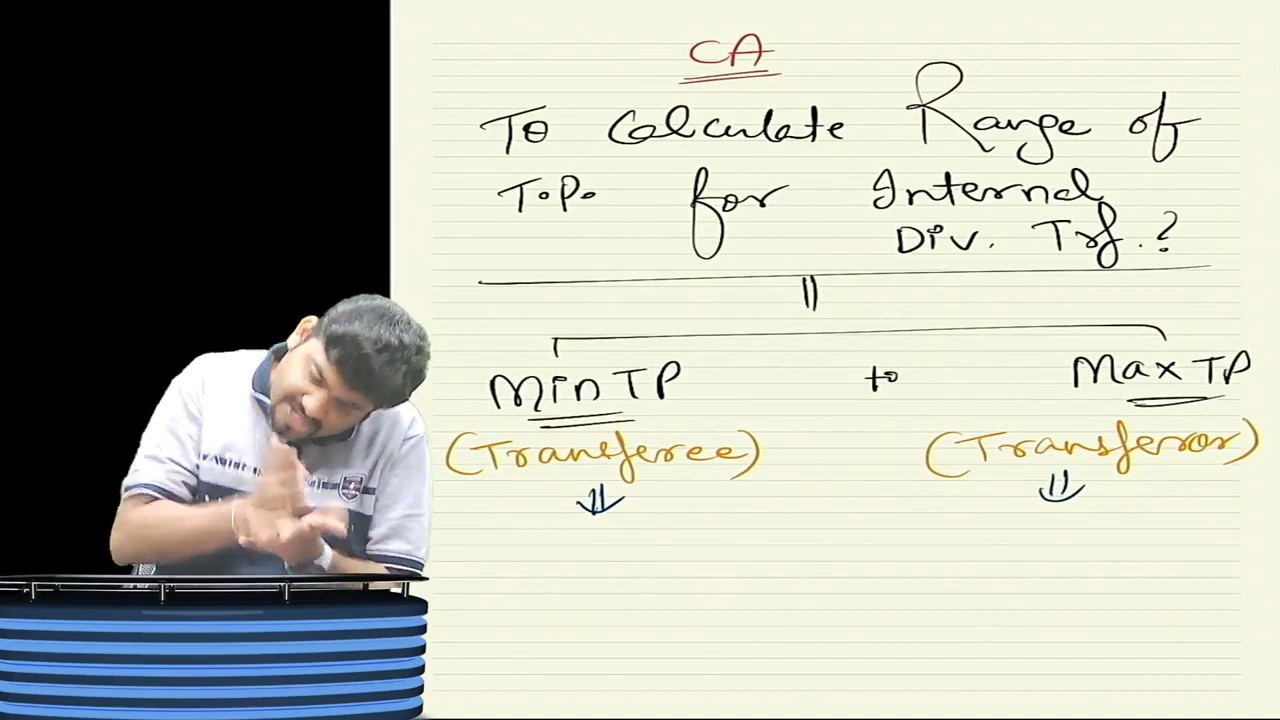 CA
To Calculate Range of
T.P. for Internal
Div. Trf.?
Min TP to Max TP
(Transferee) (Transferor)